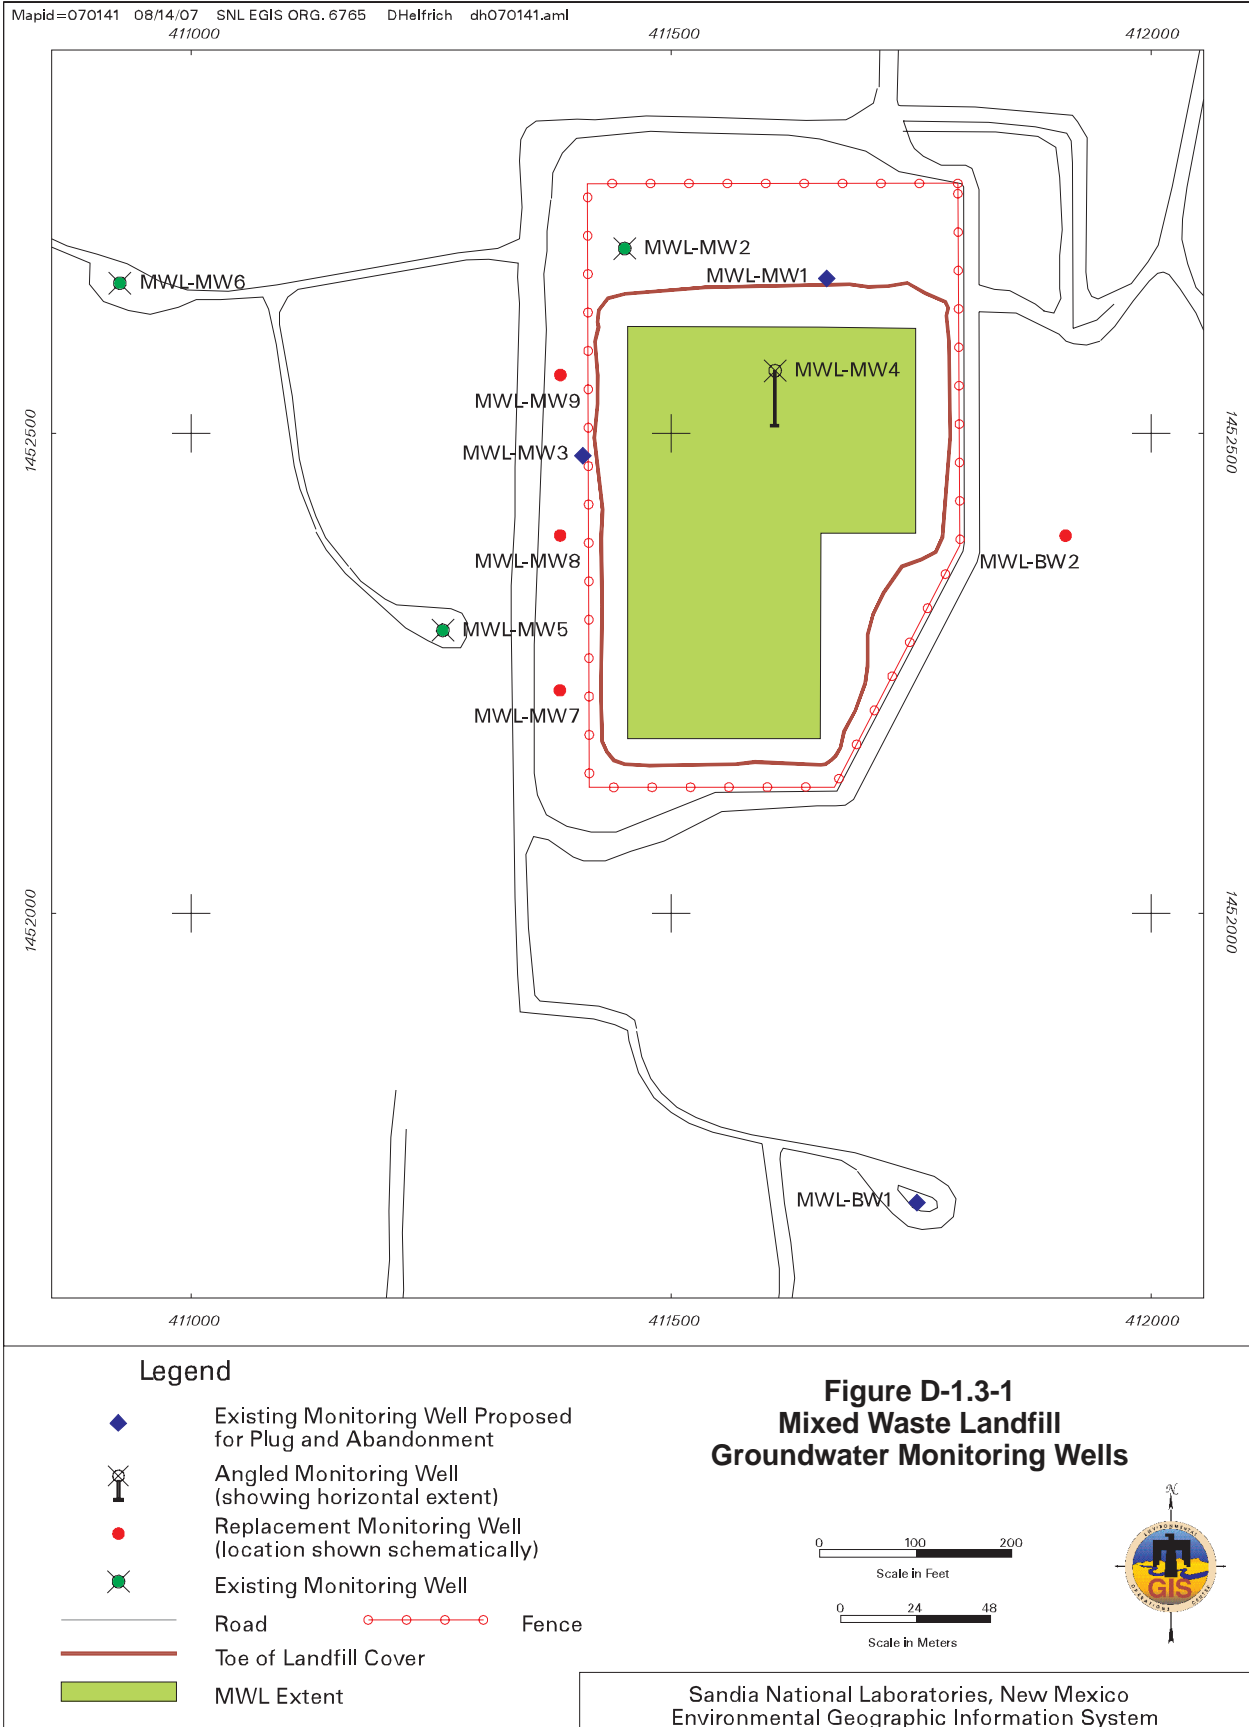 Mapid=070141 08/14/07 SNL EGIS ORG. 6765 DHelfrich dh070141.aml
411000 411500 412000
MWL-MW2
MWL-MW1
MWL-MW6
MWL-MW4
MWL-MW9
1452500 1452500
MWL-MW3
MWL-MW8
MWL-BW2
MWL-MW5
MWL-MW7
1452000 1452000
MWL-BW1
411000 411500 412000
Legend
Existing Monitoring Well Proposed
for Plug and Abandonment
Angled Monitoring Well
(showing horizontal extent)
Replacement Monitoring Well
(location shown schematically)
Existing Monitoring Well
Road Fence
Toe of Landfill Cover
MWL Extent
Figure D-1.3-1
Mixed Waste Landfill
Groundwater Monitoring Wells
0 100 200
Scale in Feet
0 24 48
Scale in Meters
N
ENVIRONMENTAL
GIS
OPERATIONS CENTER
Sandia National Laboratories, New Mexico
Environmental Geographic Information System